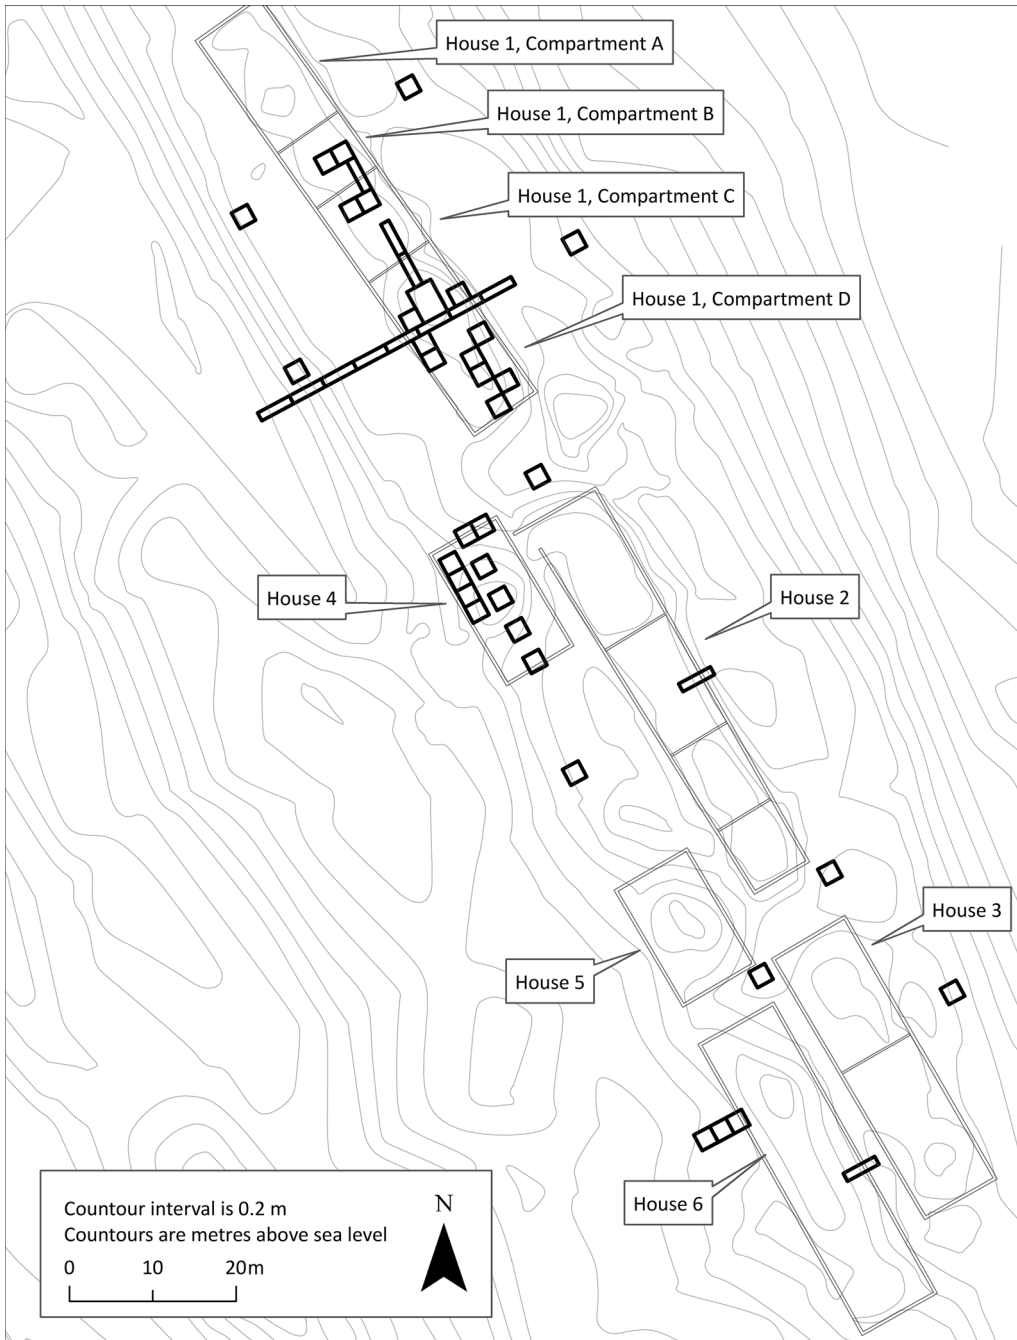 House 1, Compartment A
House 1, Compartment B
House 1, Compartment C
House 1, Compartment D
House 4
House 2
House 3
House 5
House 6
Countour interval is 0.2 m
Countours are metres above sea level
N
0 10 20m